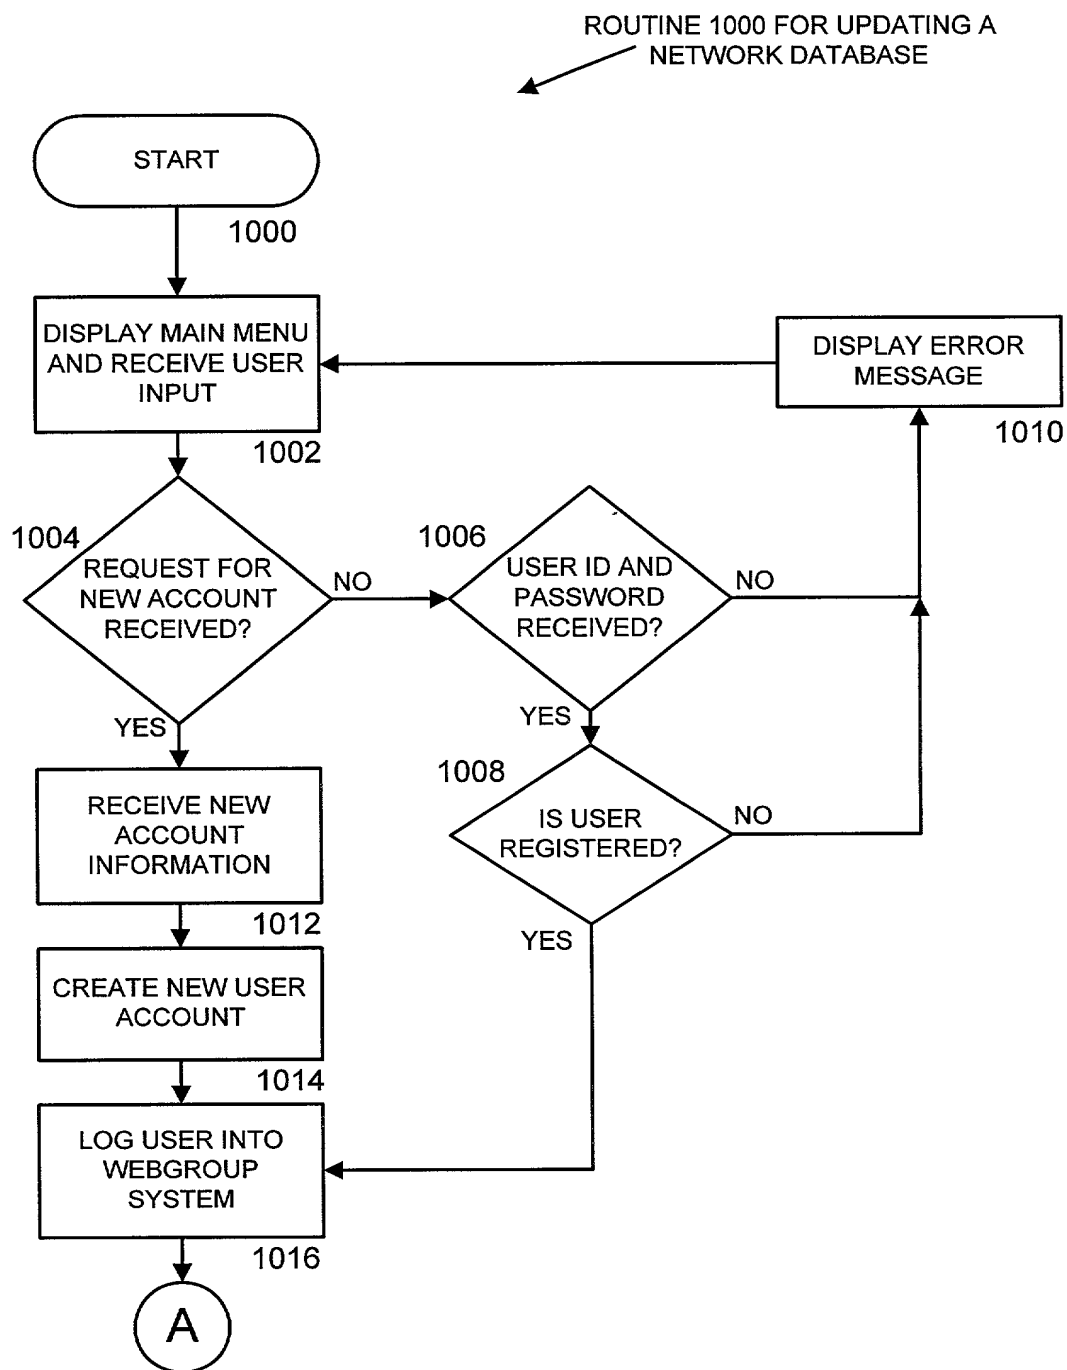 ROUTINE 1000 FOR UPDATING A
NETWORK DATABASE
START
1000
DISPLAY MAIN MENU
AND RECEIVE USER
INPUT
1002
DISPLAY ERROR
MESSAGE
1010
1004
REQUEST FOR
NEW ACCOUNT
RECEIVED?
NO
YES
1006
USER ID AND
PASSWORD
RECEIVED?
NO
YES
1008
IS USER
REGISTERED?
NO
YES
RECEIVE NEW
ACCOUNT
INFORMATION
1012
CREATE NEW USER
ACCOUNT
1014
LOG USER INTO
WEBGROUP
SYSTEM
1016
A